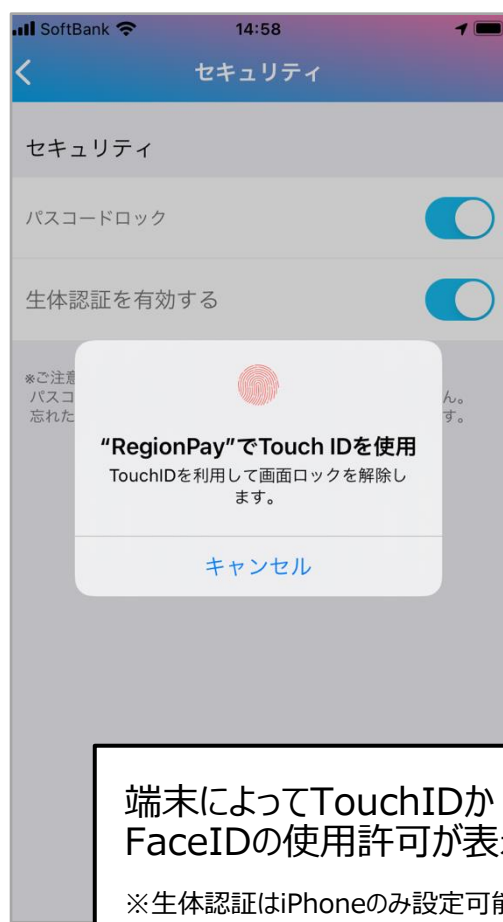 SoftBank 14:58
セキュリティ
セキュリティ
パスコードロック
生体認証を有効する
※ご注意
パスコ ん。
忘れた す。
“RegionPay”でTouch IDを使用
TouchIDを利用して画面ロックを解除し
ます。
キャンセル
端末によってTouchIDか
FaceIDの使用許可が表
※生体認証はiPhoneのみ設定可能